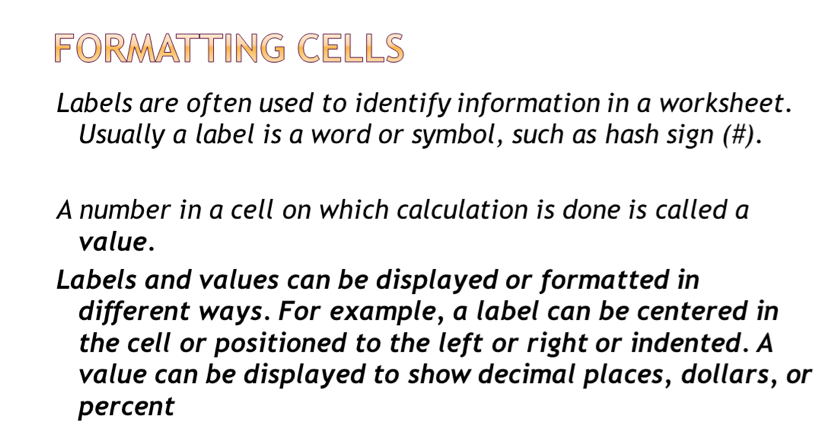 FORMATTING CELLS
Labels are often used to identify information in a worksheet.
Usually a label is a word or symbol, such as hash sign (#).
A number in a cell on which calculation is done is called a
value.
Labels and values can be displayed or formatted in
different ways. For example, a label can be centered in
the cell or positioned to the left or right or indented. A
value can be displayed to show decimal places, dollars, or
percent